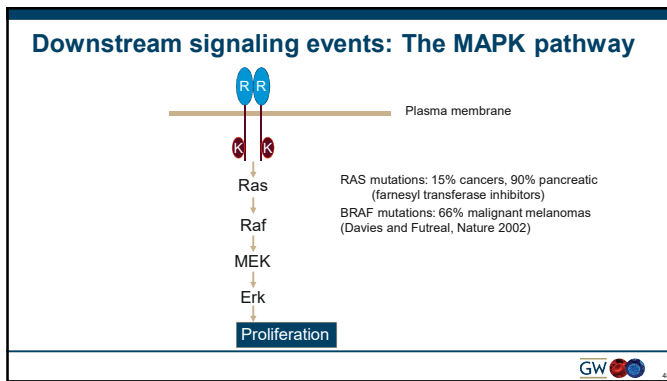 Downstream signaling events: The MAPK pathway
R R
Plasma membrane
K K
Ras
RAS mutations: 15% cancers, 90% pancreatic
(farnesyl transferase inhibitors)
BRAF mutations: 66% malignant melanomas
(Davies and Futreal, Nature 2002)
Raf
MEK
Erk
Proliferation
GW